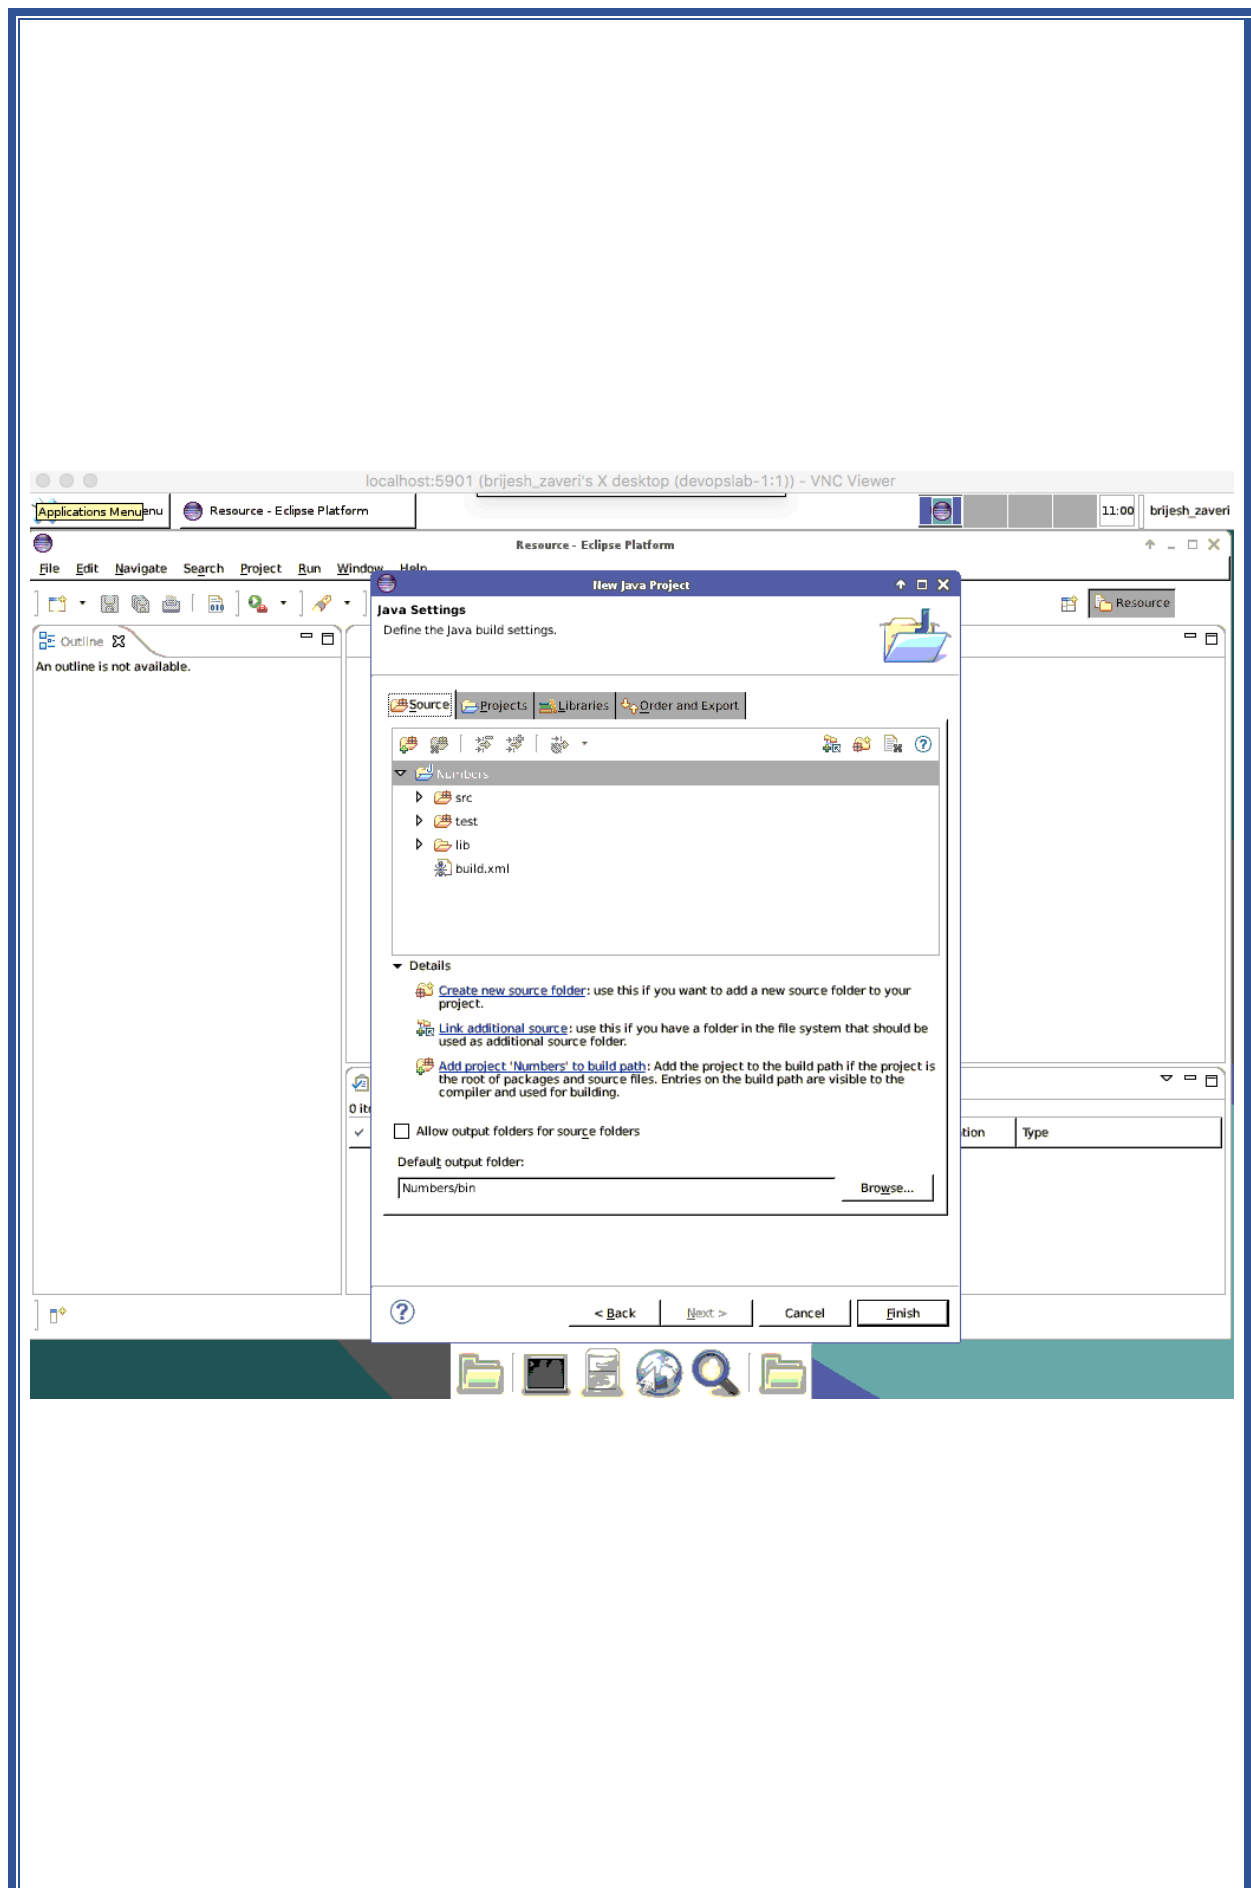 localhost:5901 (brijesh_zaveri's X desktop (devopslab-1:1)) - VNC Viewer
Applications Menu enu Resource - Eclipse Platform 11:00 brijesh_zaveri
Resource - Eclipse Platform
File Edit Navigate Search Project Run Window Help
New Java Project
Java Settings
Define the Java build settings.
Resource
Outline
An outline is not available.
Source Projects Libraries Order and Export
Numbers
src
test
lib
build.xml
Details
Create new source folder: use this if you want to add a new source folder to your
project.
Link additional source: use this if you have a folder in the file system that should be
used as additional source folder.
Add project 'Numbers' to build path: Add the project to the build path if the project is
the root of packages and source files. Entries on the build path are visible to the
compiler and used for building.
0 it
tion Type
Allow output folders for source folders
Default output folder:
Numbers/bin Browse...
< Back Next > Cancel Finish